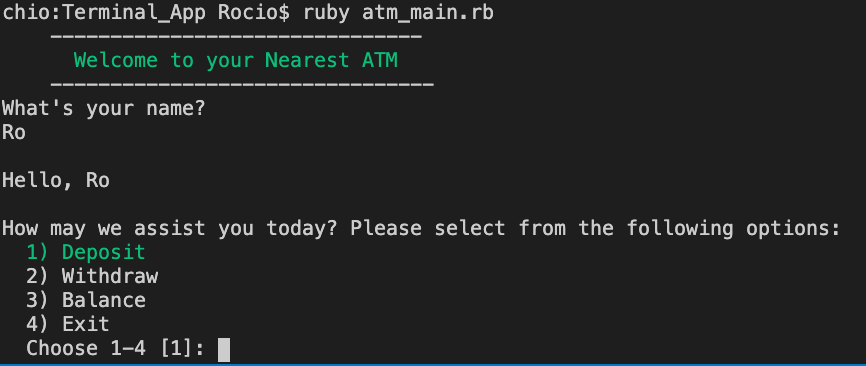 chio:Terminal_App Rocio$ ruby atm_main.rb
-------------------------------
Welcome to your Nearest ATM
--------------------------------
What's your name?
Ro
Hello, Ro
How may we assist you today? Please select from the following options:
1) Deposit
2) Withdraw
3) Balance
4) Exit
Choose 1-4 [1]: